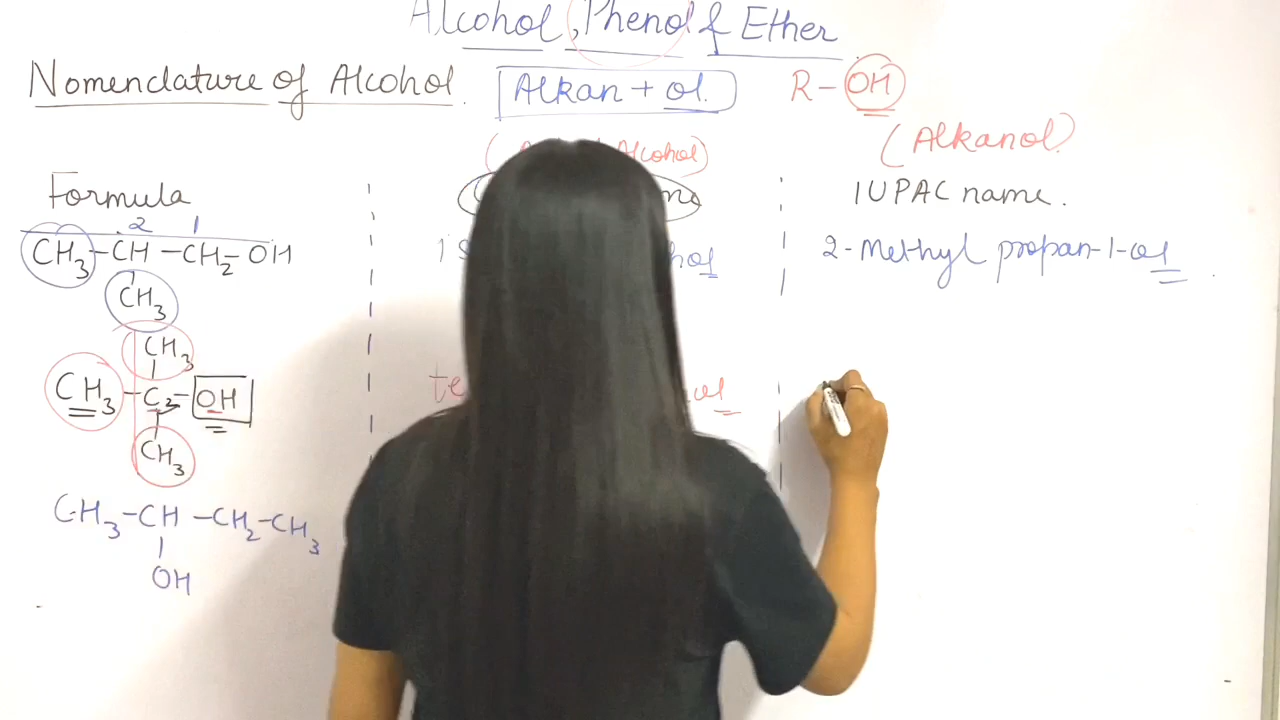 Alcohol, Phenol & Ether
Nomenclature of Alcohol. Alkan + ol. R-OH
Alcohol) (Alkanol)
Formula IUPAC name.
2 1
CH3-CH-CH2-OH 2-Methyl propan-1-ol
CH3
CH3
CH3-C-OH
CH3
CH3-CH-CH2-CH3
OH